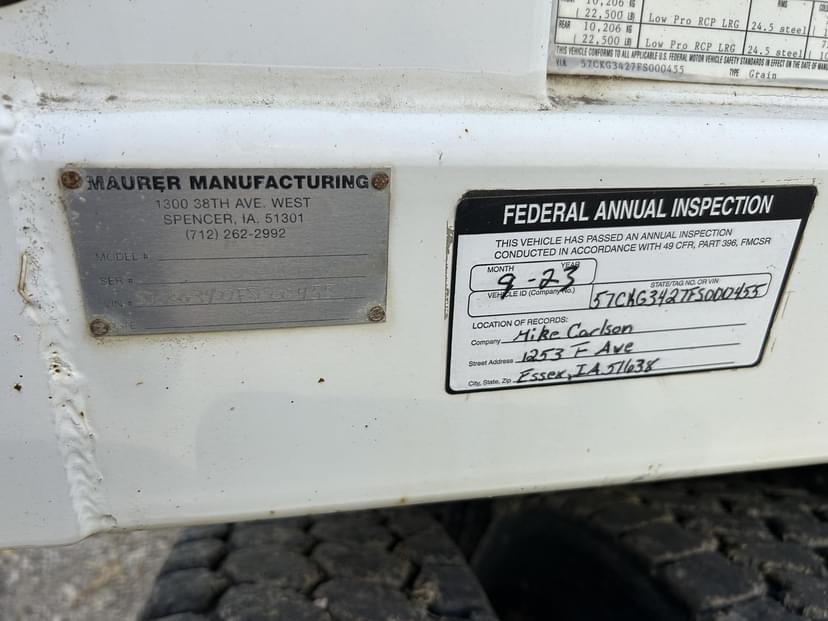 10,206 KG
(22,500 LB) Low Pro RCP LRG 24.5 steel
REAR 10,206 KG
(22,500 LB) Low Pro RCP LRG 24.5 steel
THIS VEHICLE CONFORMS TO ALL APPLICABLE U.S. FEDERAL MOTOR VEHICLE SAFETY STANDARDS IN EFFECT ON THE DATE OF
V.I.N. 57CKG3427FS000455 TYPE Grain
MAURER MANUFACTURING
1300 38TH AVE. WEST
SPENCER, IA. 51301
(712) 262-2992
MODEL #
SER #
VIN #
FEDERAL ANNUAL INSPECTION
THIS VEHICLE HAS PASSED AN ANNUAL INSPECTION
CONDUCTED IN ACCORDANCE WITH 49 CFR, PART 396, FMCSR
MONTH YEAR
9-23
VEHICLE ID (Company No.) STATE/TAG NO. OR VIN
57CKG3427FS000455
LOCATION OF RECORDS:
Company Mike Carlson
Street Address 1253 F Ave
City, State, Zip Essex, IA 51638